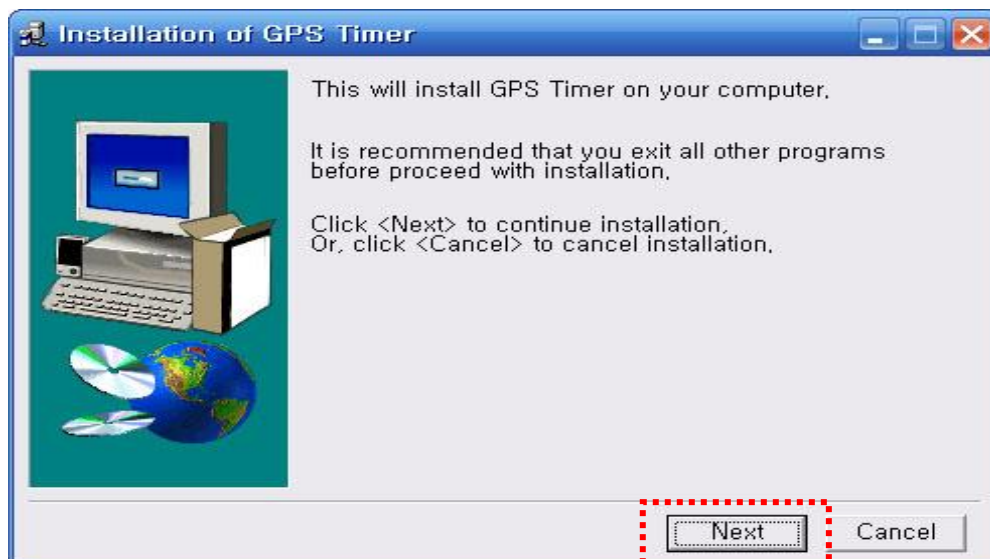 Installation of GPS Timer
This will install GPS Timer on your computer,
It is recommended that you exit all other programs
before proceed with installation,
Click <Next> to continue installation,
Or, click <Cancel> to cancel installation,
Next
Cancel